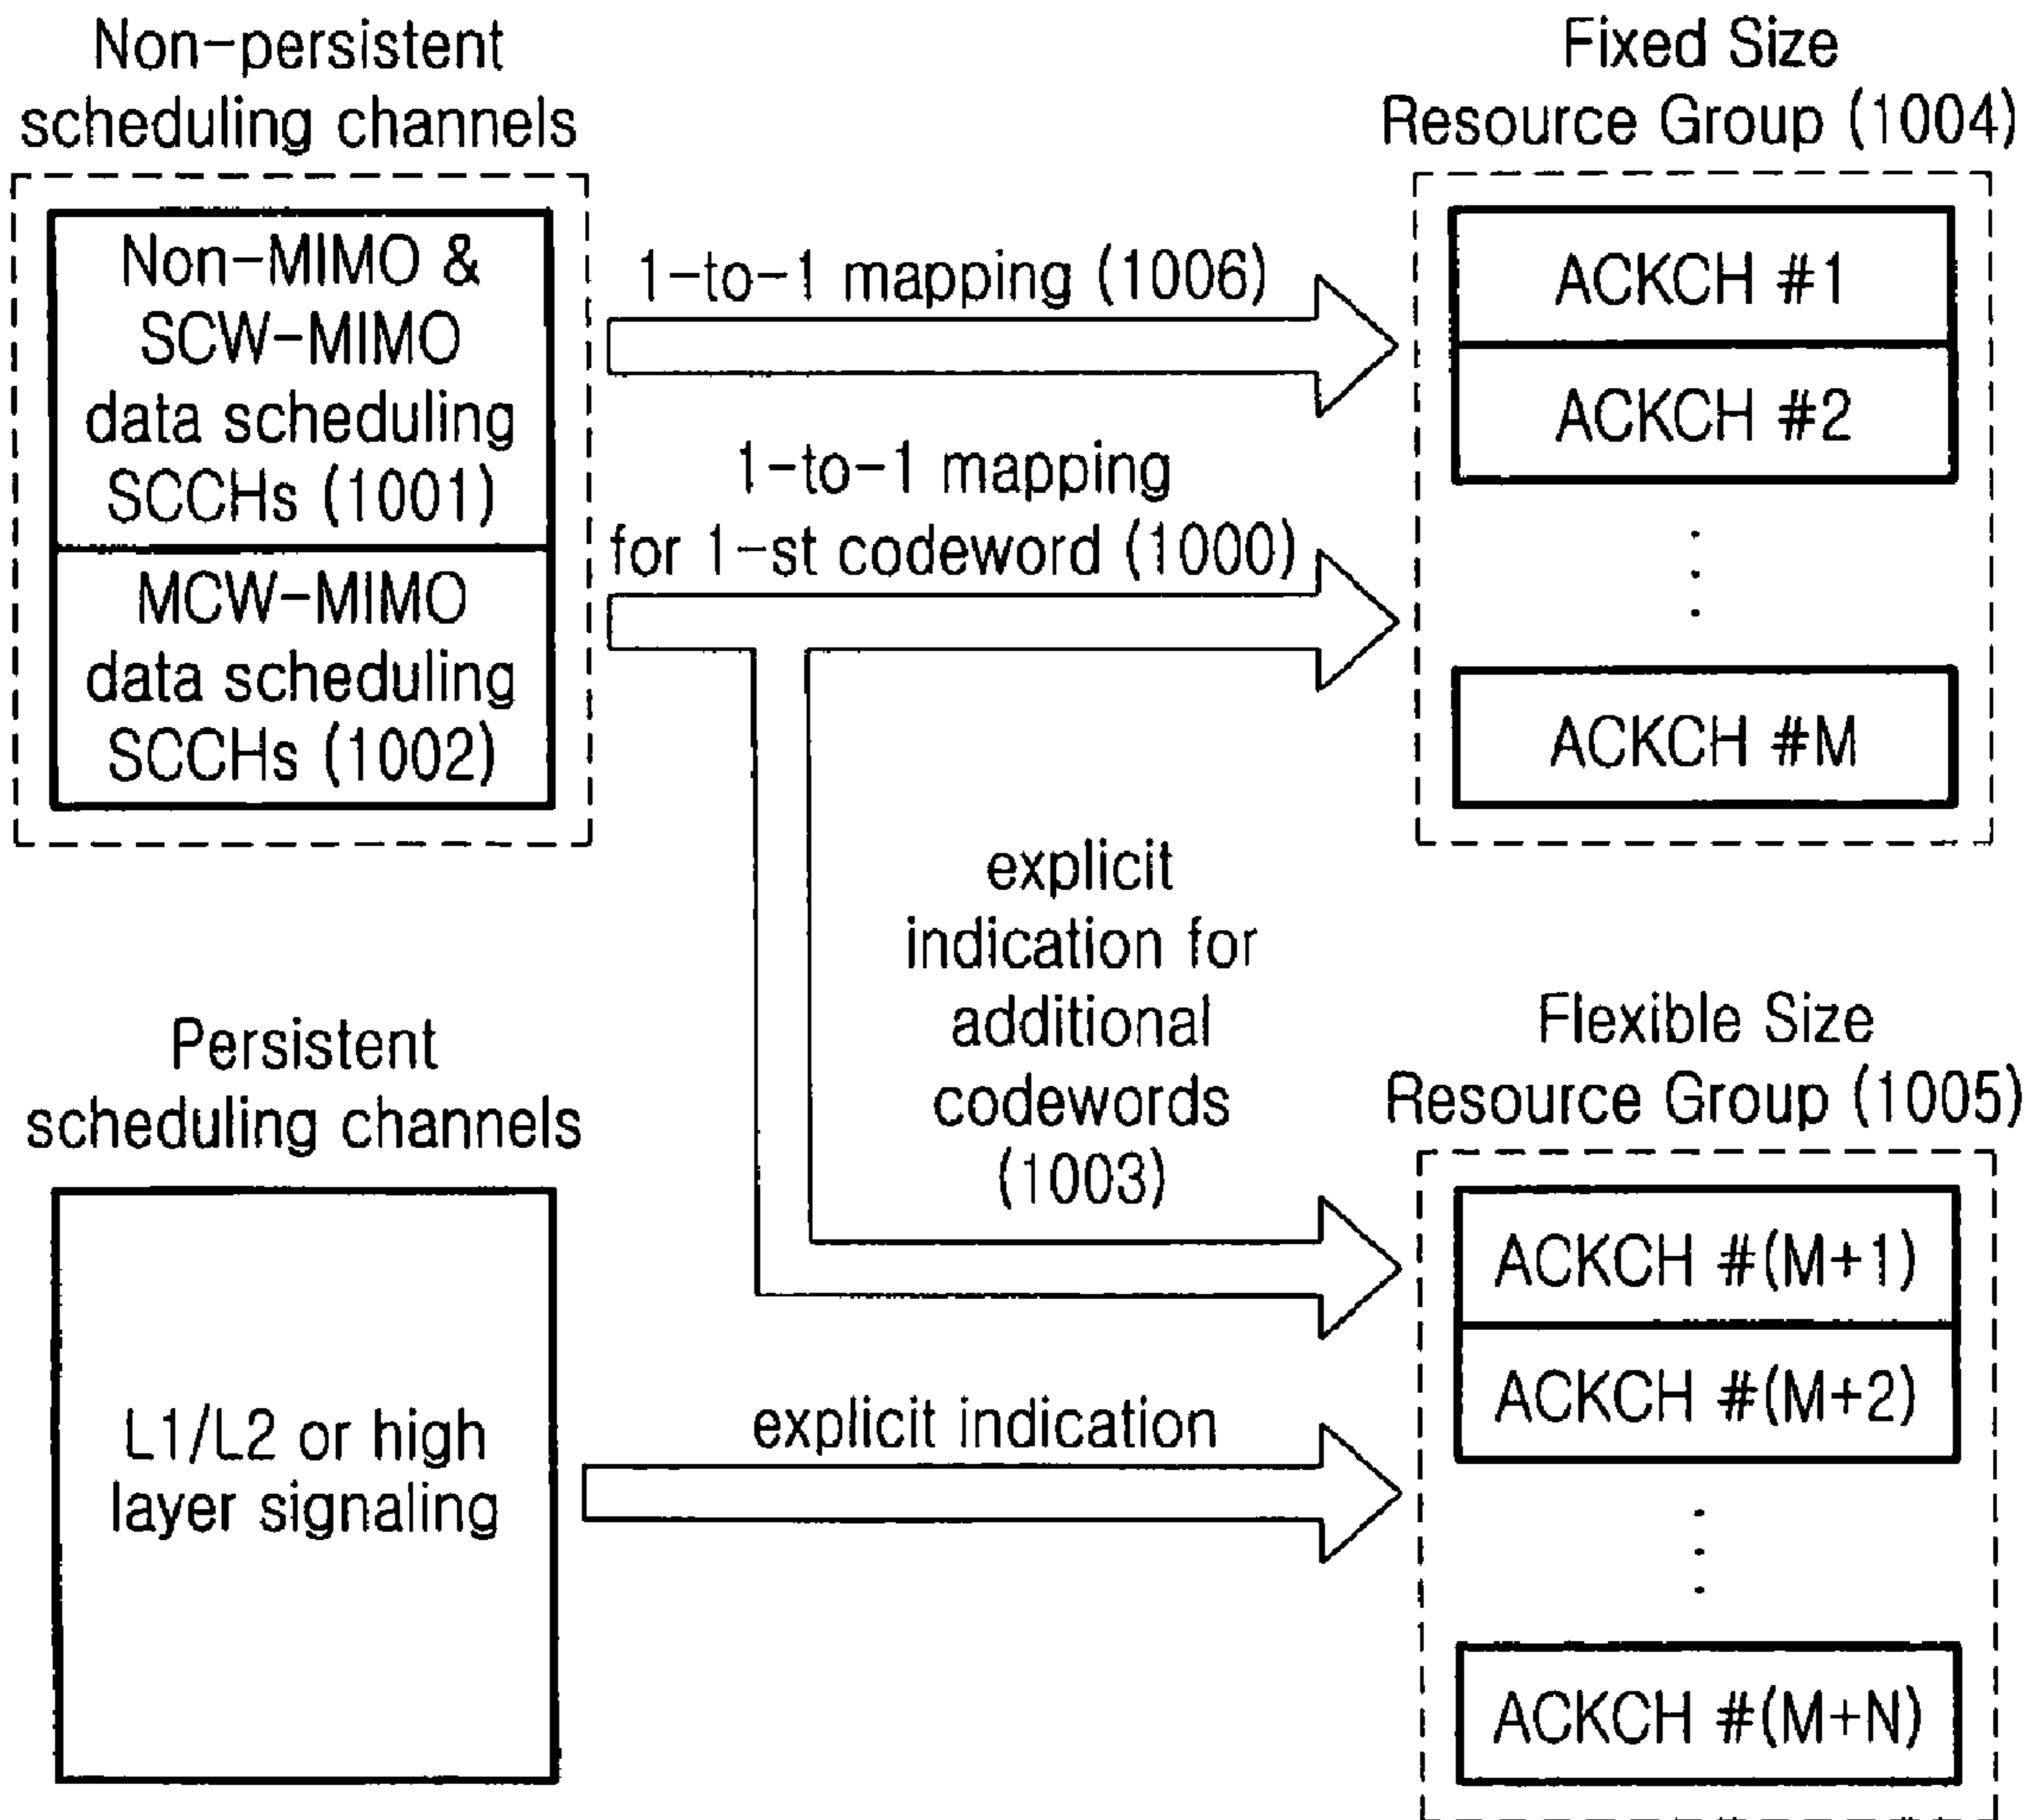 Non-persistent
scheduling channels
Fixed Size
Resource Group (1004)
Non-MIMO &
SCW-MIMO
data scheduling
SCCHs (1001)
MCW-MIMO
data scheduling
SCCHs (1002)
1-to-1 mapping (1006)
1-to-1 mapping
for 1-st codeword (1000)
ACKCH #1
ACKCH #2
ACKCH #M
explicit
indication for
additional
codewords
(1003)
Persistent
scheduling channels
Flexible Size
Resource Group (1005)
L1/L2 or high
layer signaling
explicit indication
ACKCH #(M+1)
ACKCH #(M+2)
ACKCH #(M+N)